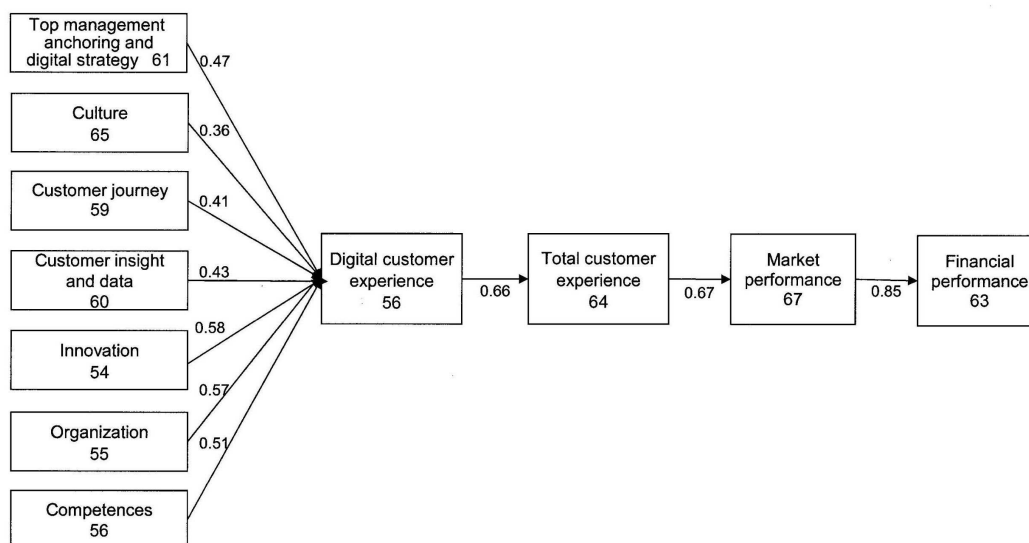 Top management
anchoring and
digital strategy 61
0.47
Culture
65
0.36
Customer journey
59
0.41
Customer insight
and data
60
0.43
Innovation
54
0.58
Organization
55
0.57
Competences
56
0.51
Digital customer
experience
56
0.66
Total customer
experience
64
0.67
Market
performance
67
0.85
Financial
performance
63